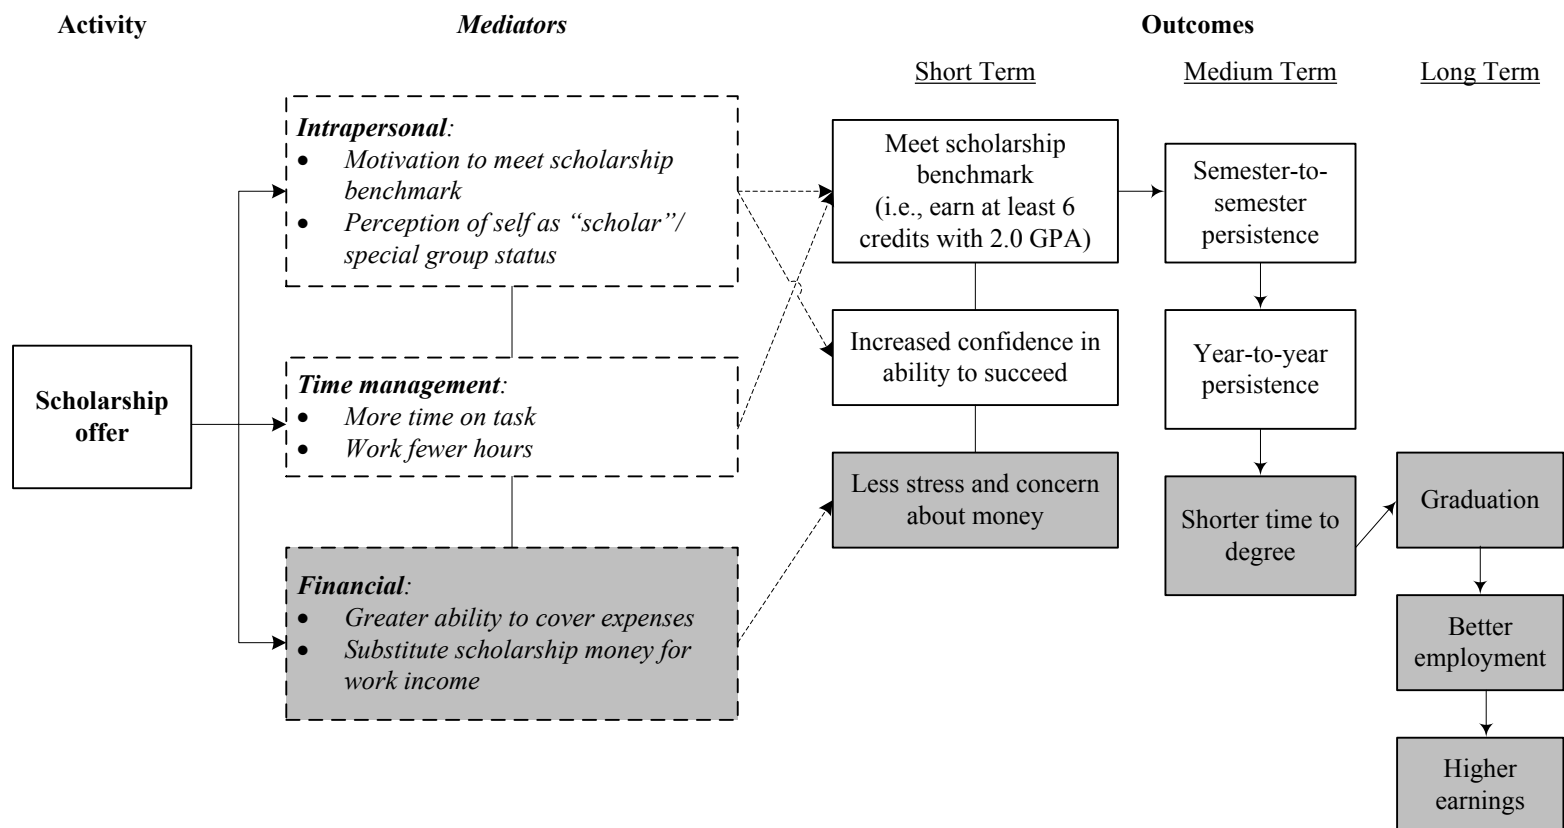 Activity
Mediators
Outcomes
Short Term
Medium Term
Long Term
Scholarship
offer
Intrapersonal:
• Motivation to meet scholarship
benchmark
• Perception of self as “scholar”/
special group status
Time management:
• More time on task
• Work fewer hours
Financial:
• Greater ability to cover expenses
• Substitute scholarship money for
work income
Meet scholarship
benchmark
(i.e., earn at least 6
credits with 2.0 GPA)
Increased confidence in
ability to succeed
Less stress and concern
about money
Semester-to-
semester
persistence
Year-to-year
persistence
Shorter time to
degree
Graduation
Better
employment
Higher
earnings